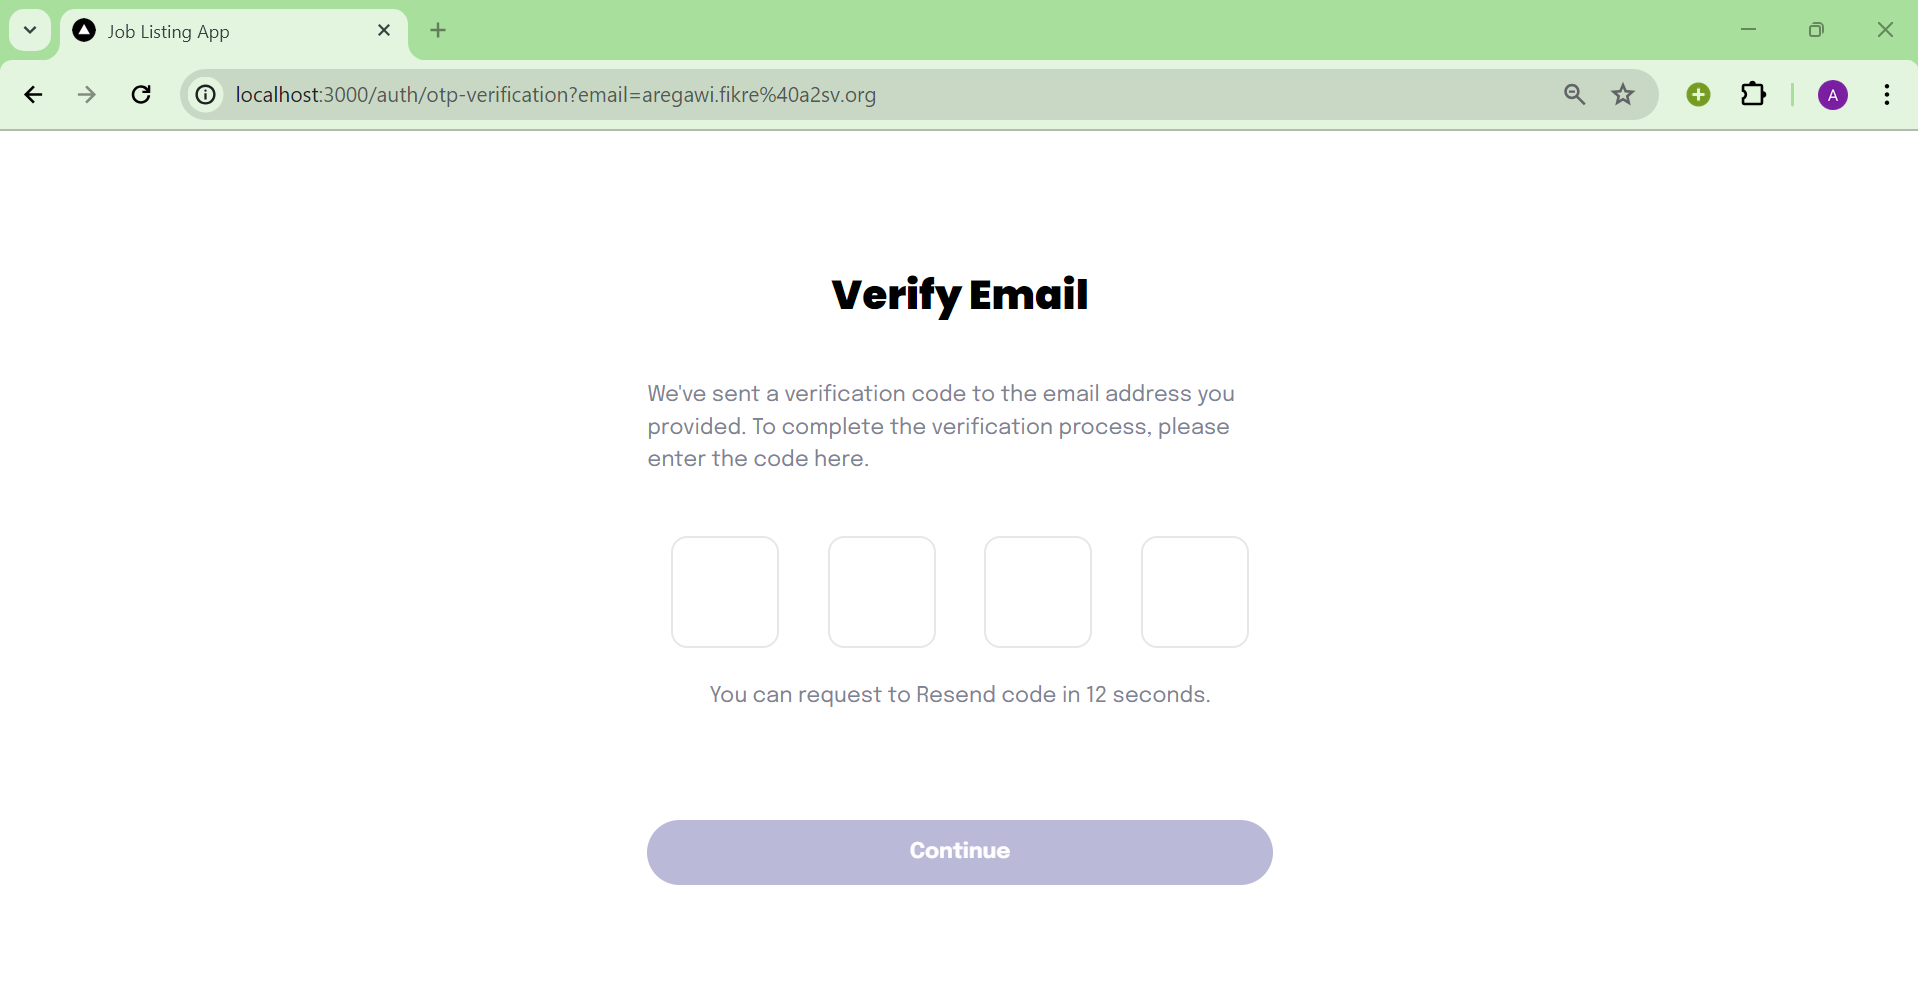 Job Listing App
localhost:3000/auth/otp-verification?email=aregawi.fikre%40a2sv.org
A
Verify Email
We've sent a verification code to the email address you
provided. To complete the verification process, please
enter the code here.
You can request to Resend code in 12 seconds.
Continue